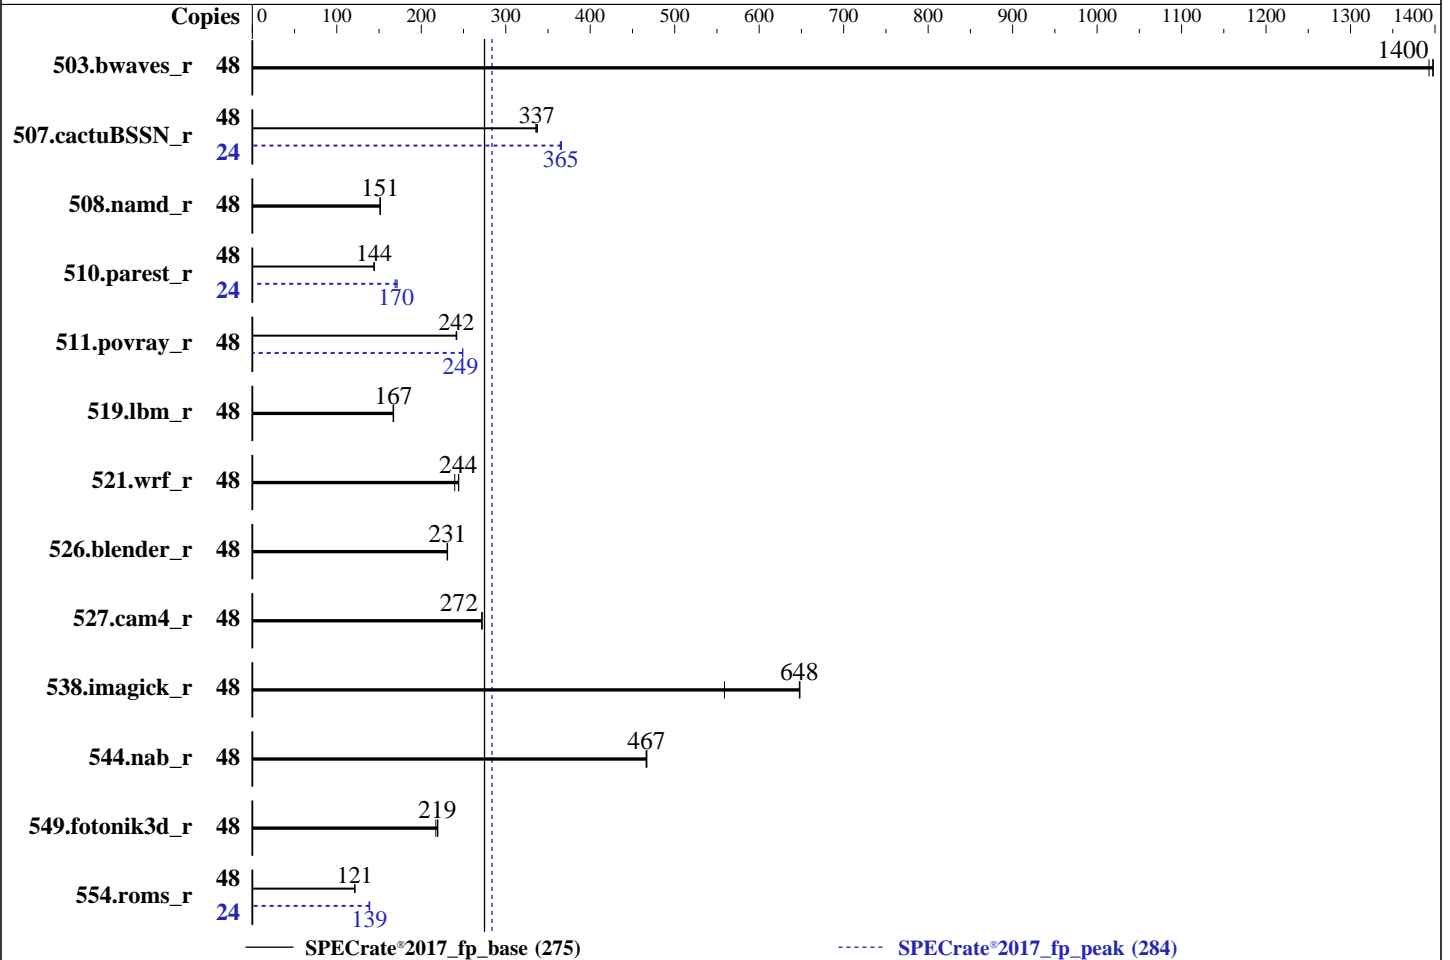 Copies 0 100 200 300 400 500 600 700 800 900 1000 1100 1200 1300 1400
503.bwaves_r 48 1400
507.cactuBSSN_r 48 337
24 365
508.namd_r 48 151
510.parest_r 48 144
24 170
511.povray_r 48 242
249
519.lbm_r 48 167
521.wrf_r 48 244
526.blender_r 48 231
527.cam4_r 48 272
538.imagick_r 48 648
544.nab_r 48 467
549.fotonik3d_r 48 219
554.roms_r 48 121
24 139
SPECrate®2017_fp_base (275) SPECrate®2017_fp_peak (284)